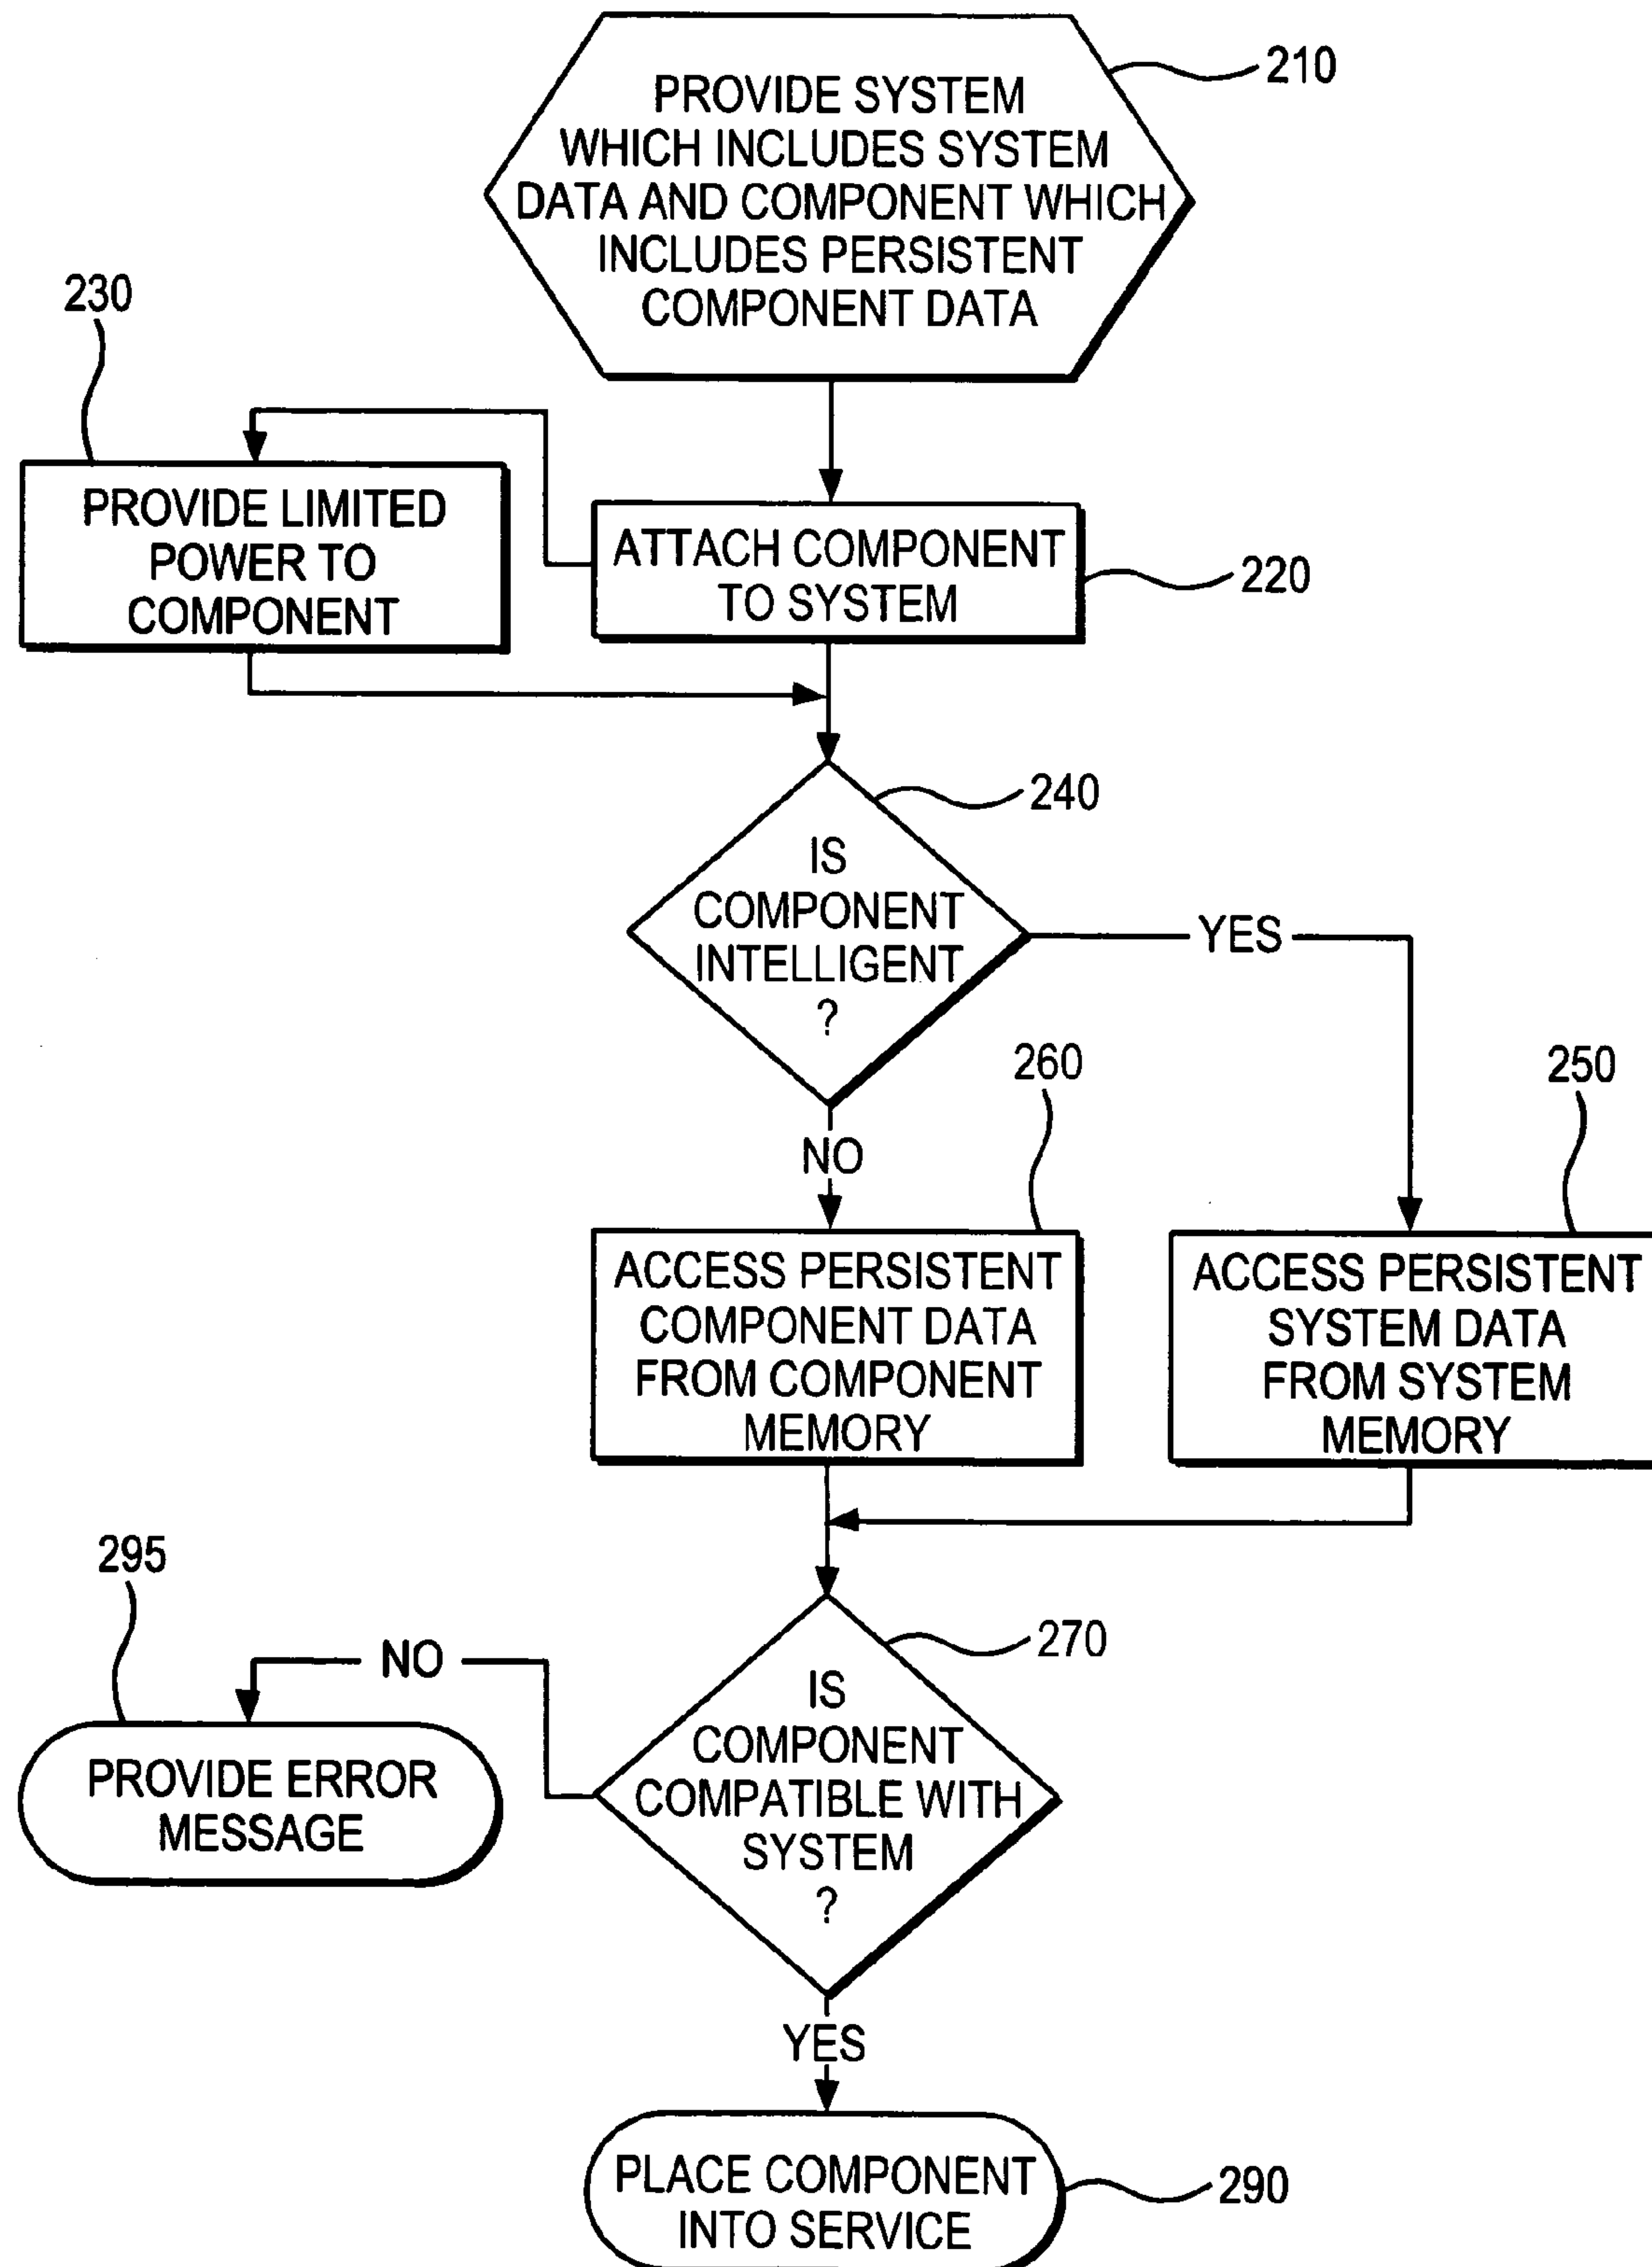 PROVIDE SYSTEM
WHICH INCLUDES SYSTEM
DATA AND COMPONENT WHICH
INCLUDES PERSISTENT
COMPONENT DATA
210
230
PROVIDE LIMITED
POWER TO
COMPONENT
ATTACH COMPONENT
TO SYSTEM
220
240
IS
COMPONENT
INTELLIGENT
?
YES
NO
260
250
ACCESS PERSISTENT
COMPONENT DATA
FROM COMPONENT
MEMORY
ACCESS PERSISTENT
SYSTEM DATA
FROM SYSTEM
MEMORY
295
NO
270
PROVIDE ERROR
MESSAGE
IS
COMPONENT
COMPATIBLE WITH
SYSTEM
?
YES
PLACE COMPONENT
INTO SERVICE
290